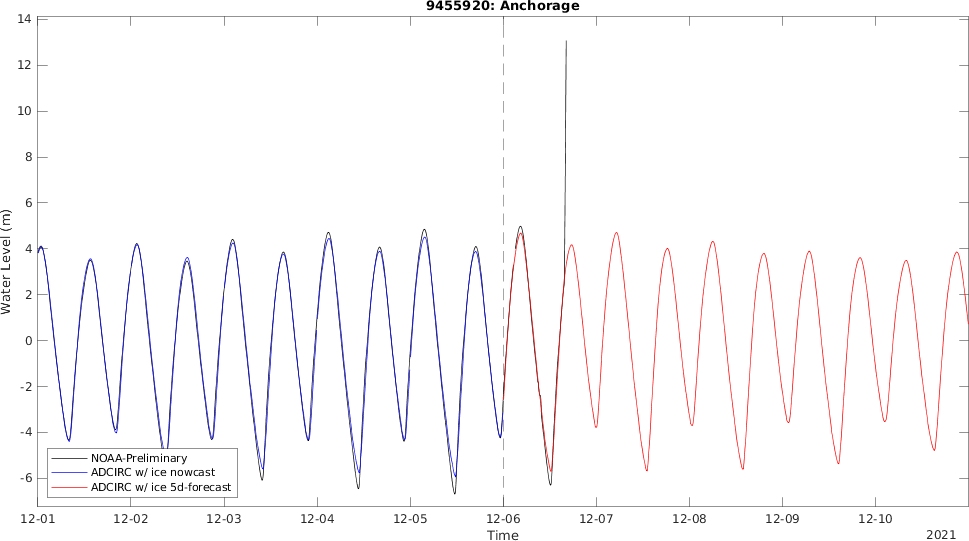 9455920: Anchorage
14
12
10
8
6
4
2
0
-2
-4
-6
Water Level (m)
NOAA-Preliminary
ADCIRC w/ ice nowcast
ADCIRC w/ ice 5d-forecast
12-01 12-02 12-03 12-04 12-05 12-06 12-07 12-08 12-09 12-10
Time
2021